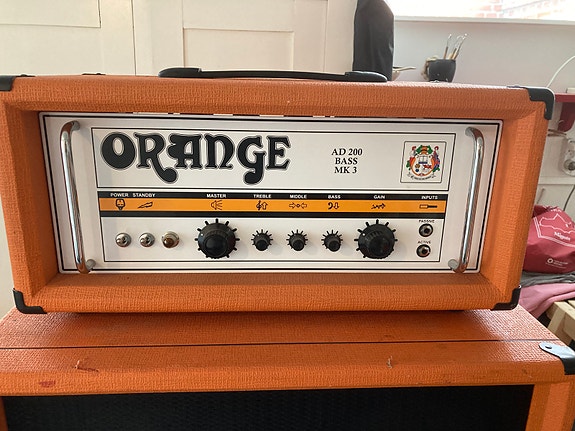 ORANGE
AD 200
BASS
MK 3
POWER STANDBY MASTER TREBLE MIDDLE BASS GAIN INPUTS
PASSIVE
ACTIVE